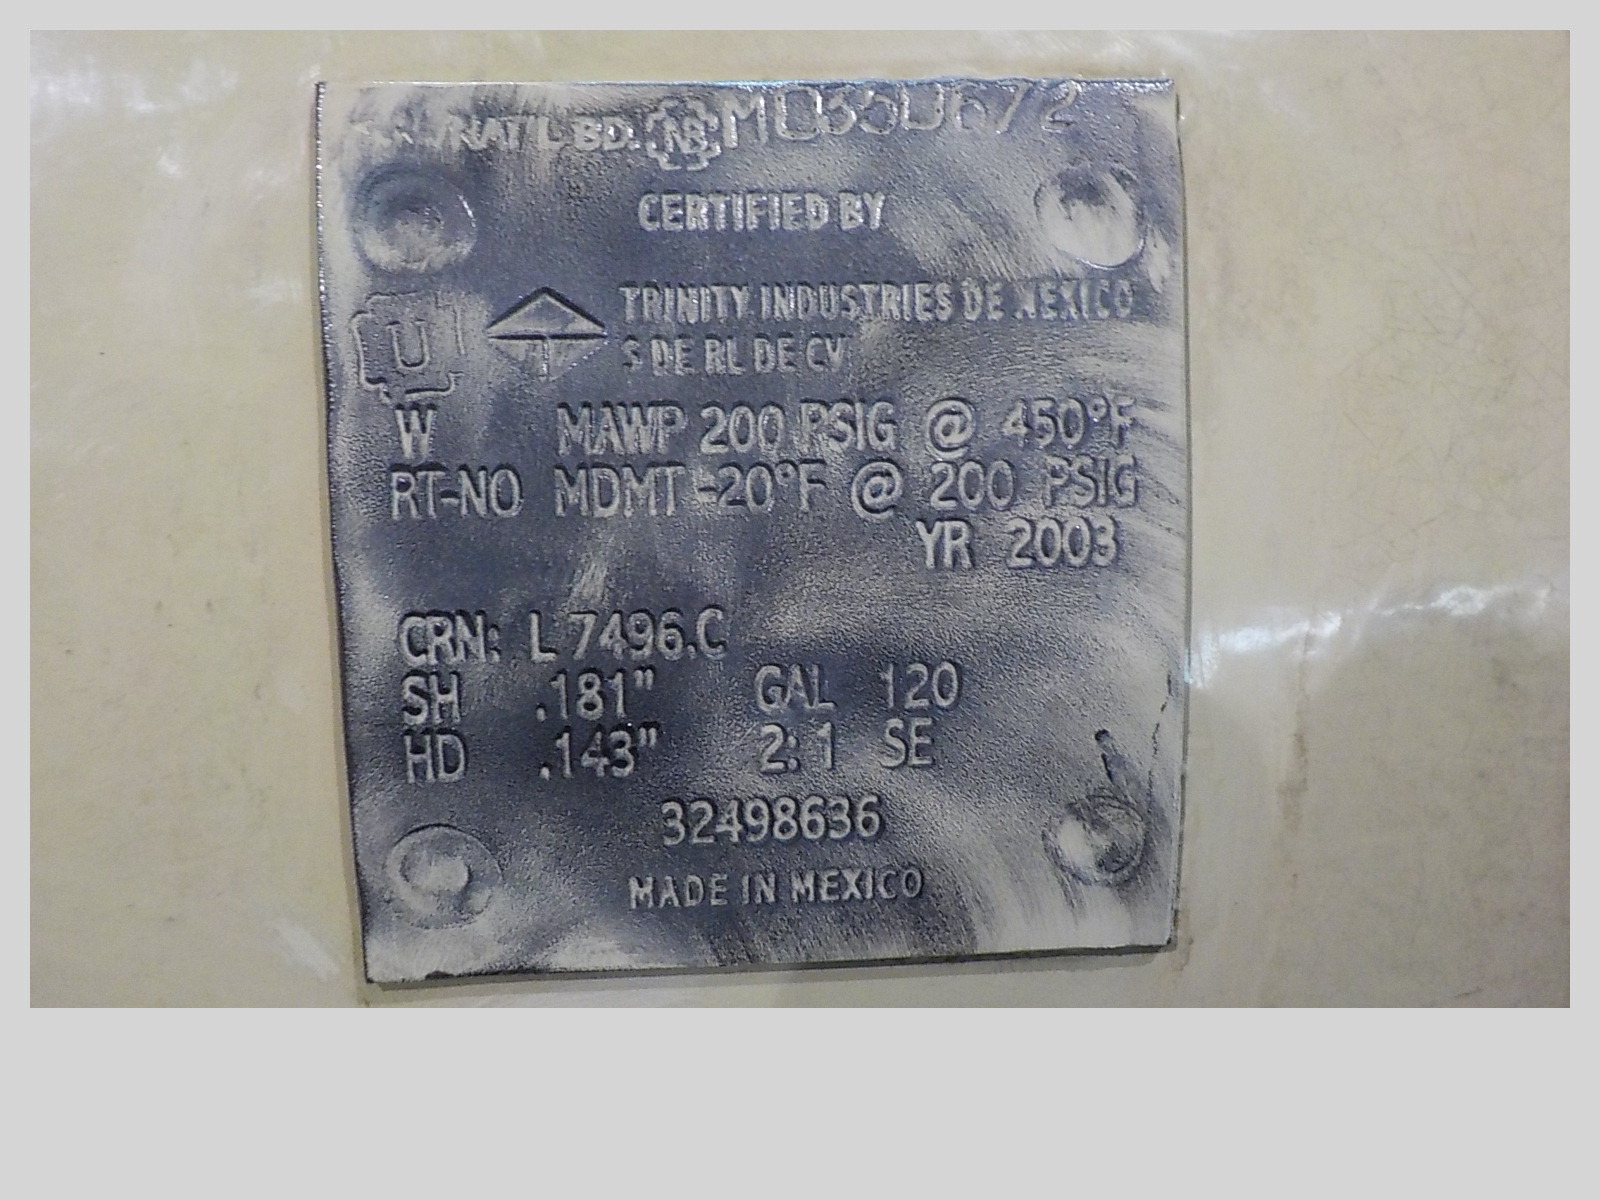 NAT'L BD. NB M0350672
CERTIFIED BY
U T TRINITY INDUSTRIES DE MEXICO
S DE RL DE CV
W MAWP 200 PSIG @ 450°F
RT-NO MDMT -20°F @ 200 PSIG
YR 2003
CRN: L 7496.C
SH .181" GAL 120
HD .143" 2:1 SE
32498636
MADE IN MEXICO